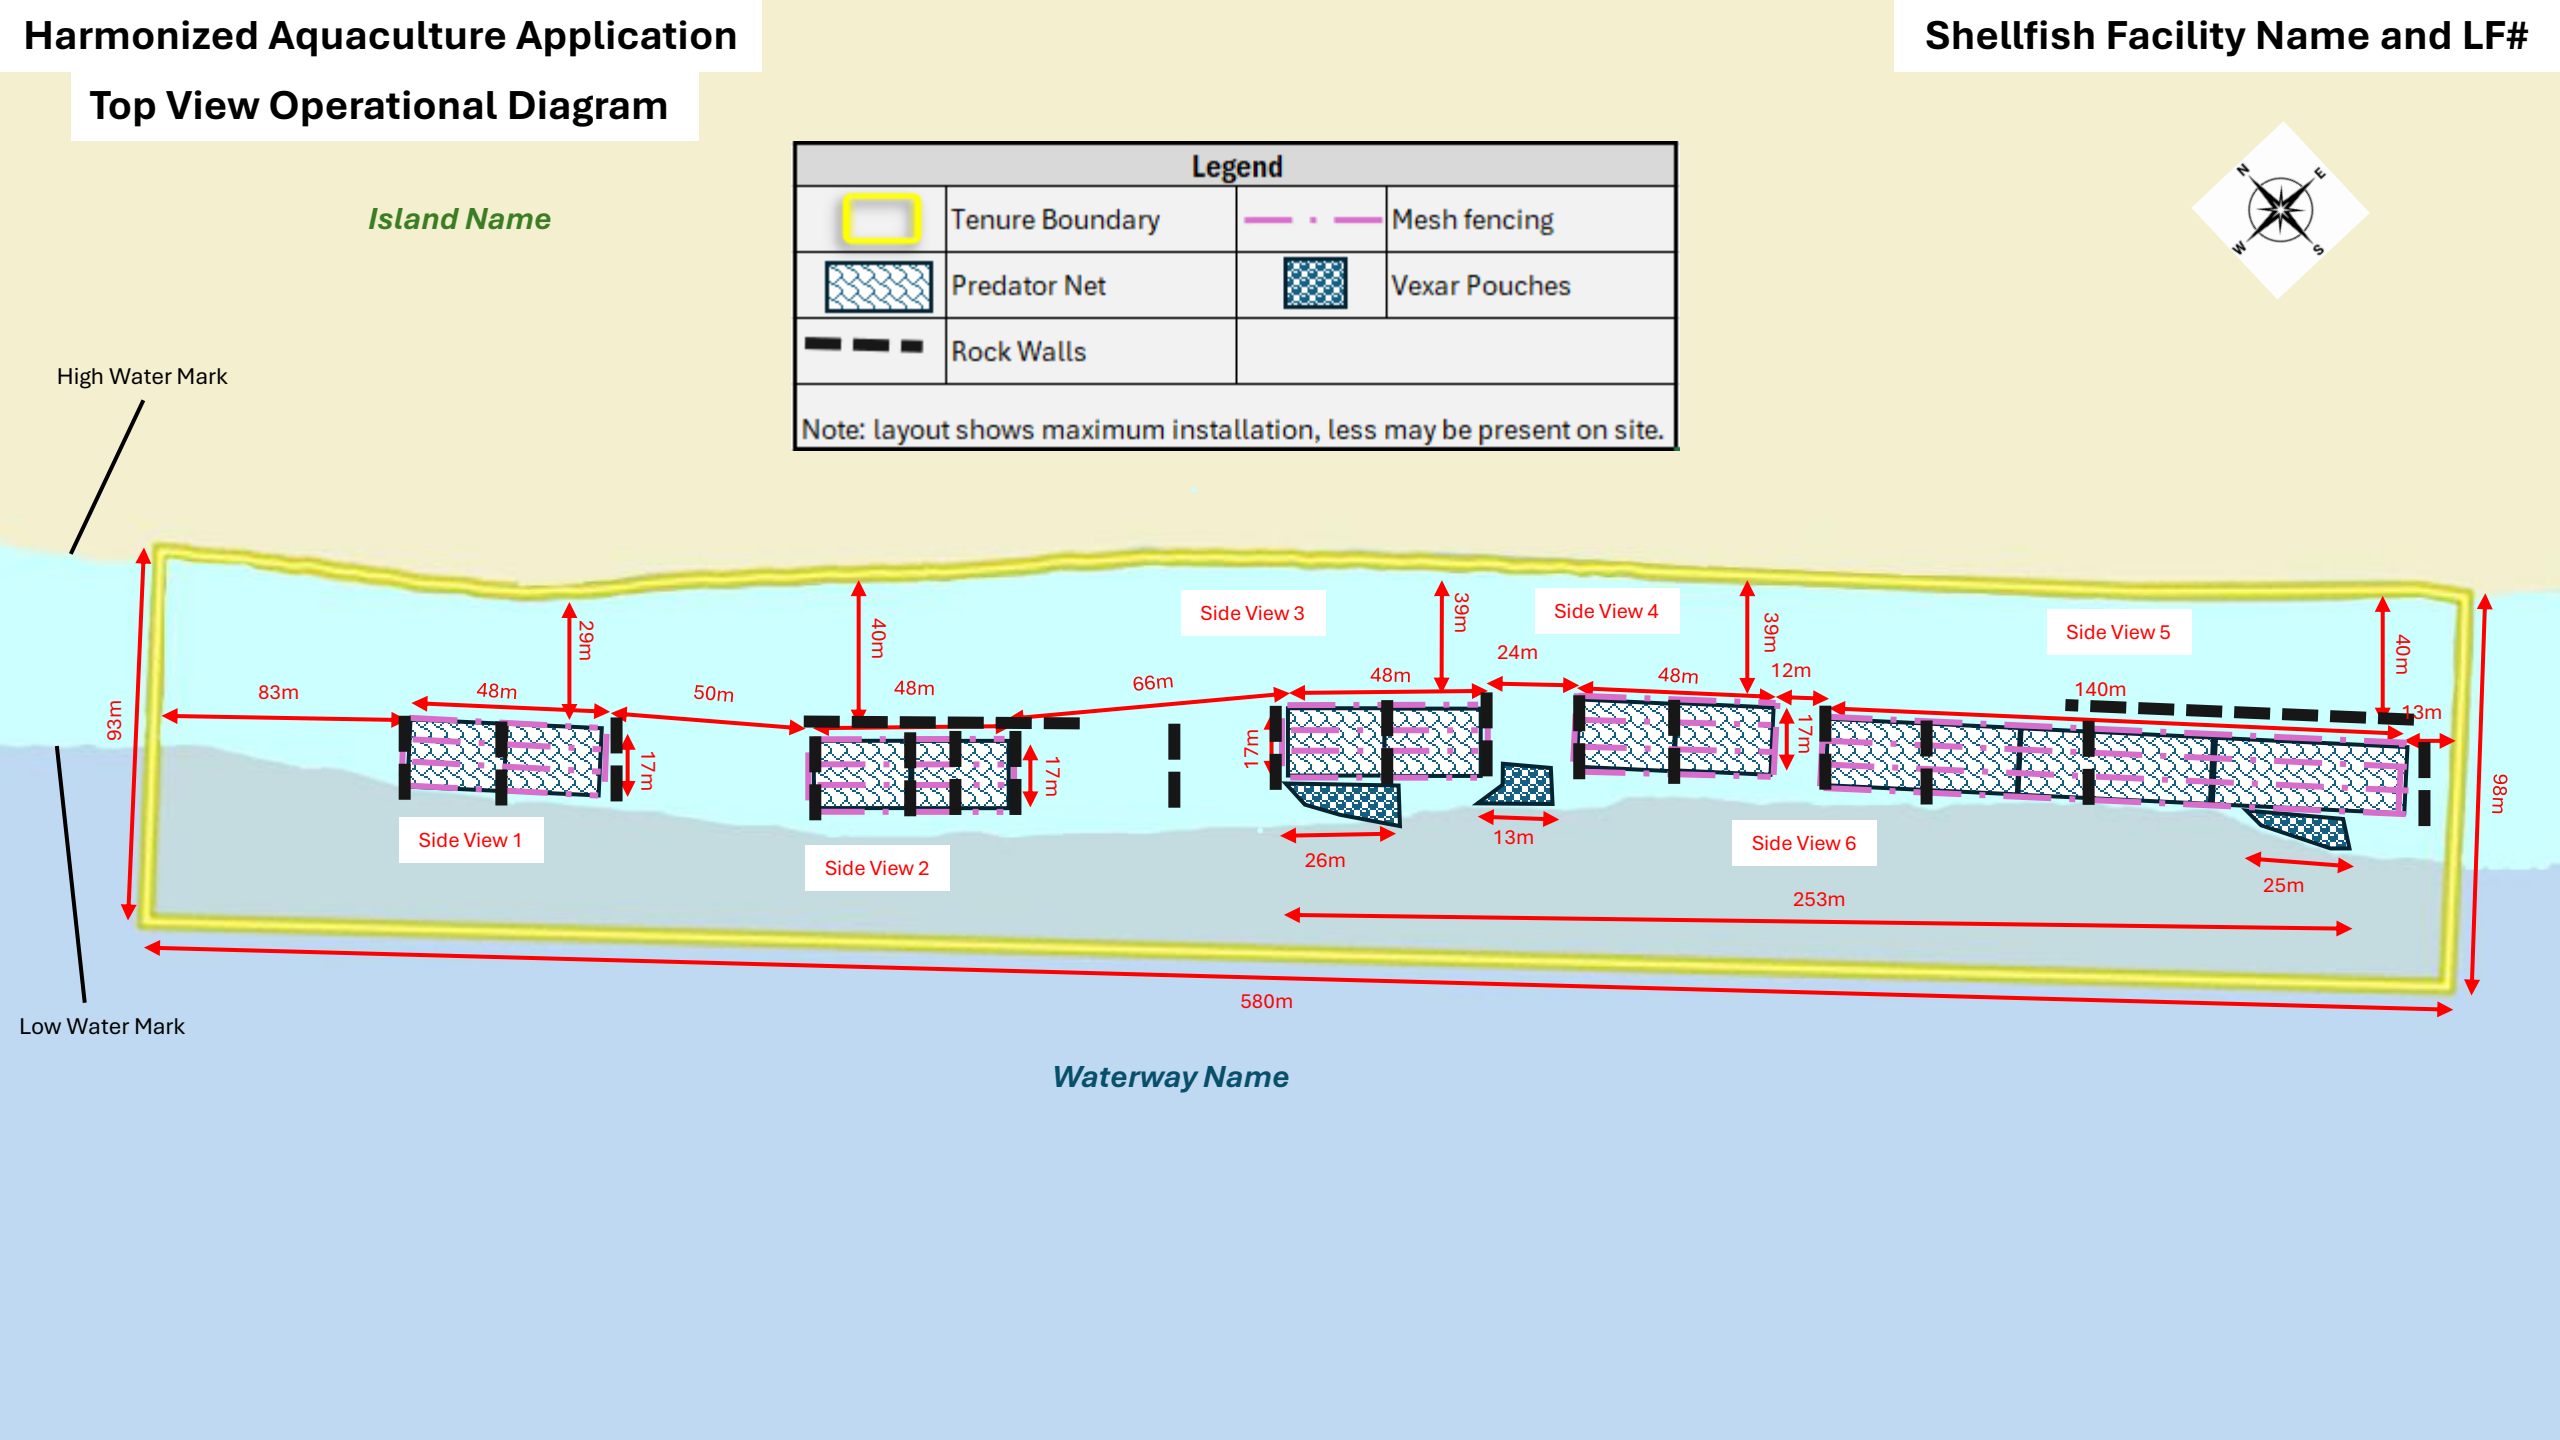 Harmonized Aquaculture Application
Shellfish Facility Name and LF#
Top View Operational Diagram
Legend
Tenure Boundary
Mesh fencing
Predator Net
Vexar Pouches
Rock Walls
Note: layout shows maximum installation, less may be present on site.
N
E
W
S
Island Name
High Water Mark
Side View 3
Side View 4
Side View 5
29m
40m
39m
39m
40m
24m
12m
83m
48m
50m
48m
66m
48m
48m
140m
13m
93m
17m
17m
17m
17m
98m
Side View 1
Side View 2
26m
13m
Side View 6
25m
253m
580m
Low Water Mark
Waterway Name